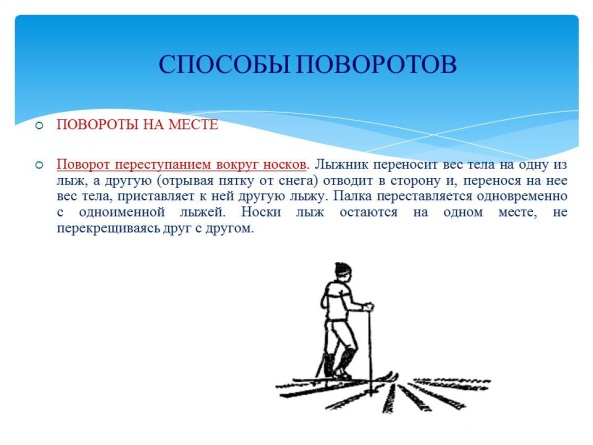 СПОСОБЫ ПОВОРОТОВ
ПОВОРОТЫ НА МЕСТЕ
Поворот переступанием вокруг носков. Лыжник переносит вес тела на одну из
лыж, а другую (отрывая пятку от снега) отводит в сторону и, перенося на нее
вес тела, приставляет к ней другую лыжу. Палка переставляется одновременно
с одноименной лыжей. Носки лыж остаются на одном месте, не
перекрещиваясь друг с другом.